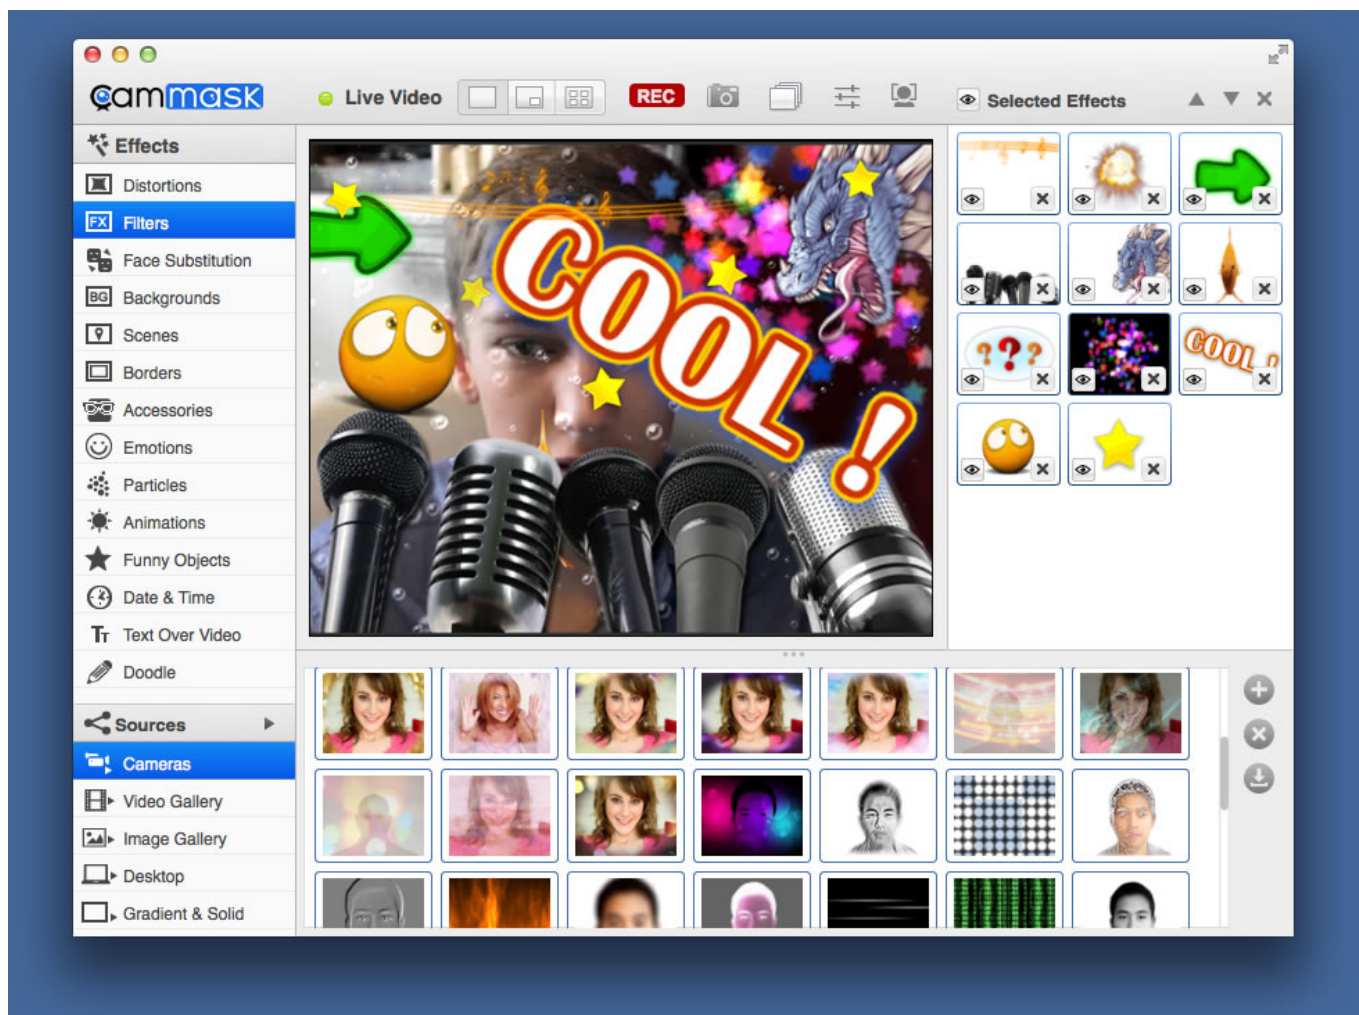 cammask
Live Video
REC
Selected Effects
Effects
Distortions
FX Filters
Face Substitution
BG Backgrounds
Scenes
Borders
Accessories
Emotions
Particles
Animations
Funny Objects
Date & Time
TT Text Over Video
Doodle
Sources
Cameras
Video Gallery
Image Gallery
Desktop
Gradient & Solid
COOL !
? ? ?
COOL !